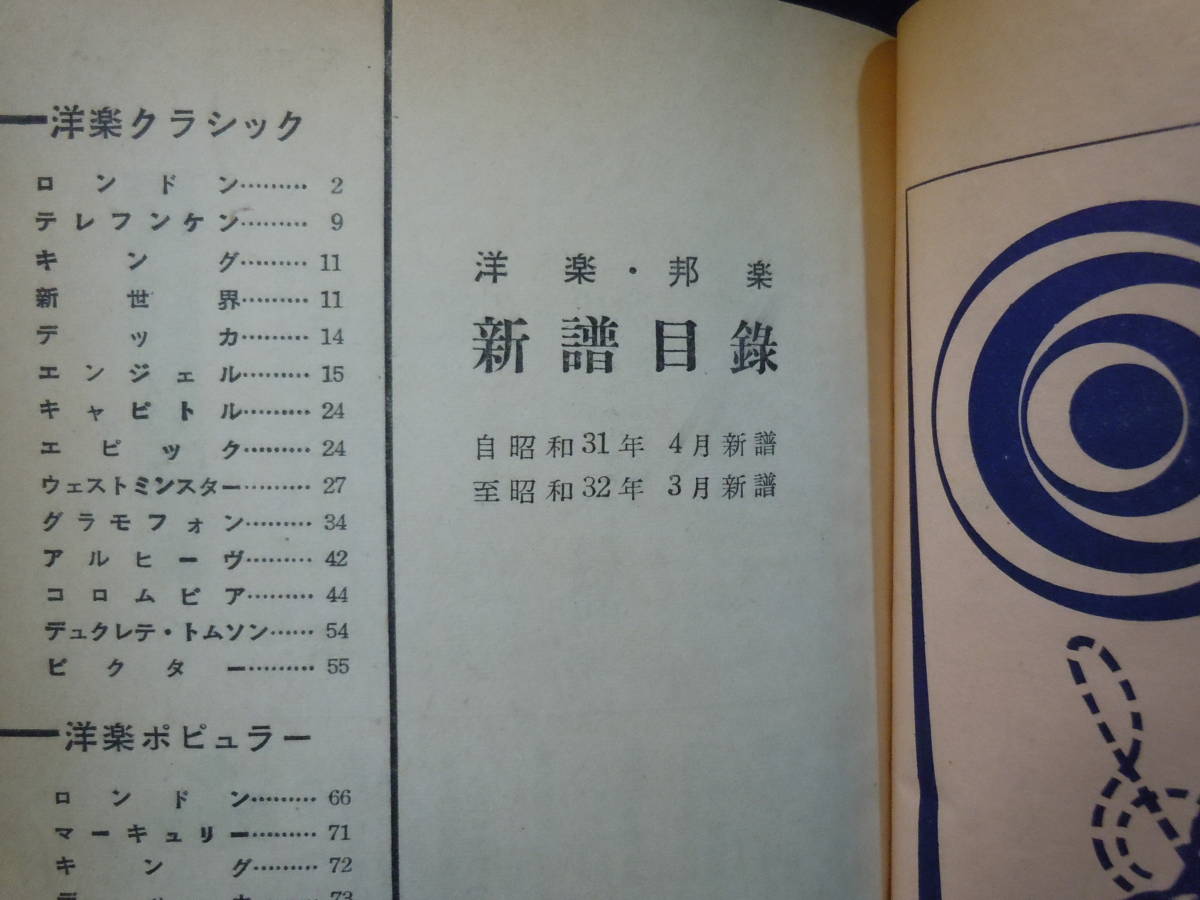 洋楽クラシック
ロンドン……… 2
テレフンケン……… 9
キング……… 11
新世界……… 11
デッカ……… 14
エンジェル……… 15
キャピトル……… 24
エピック……… 24
ウェストミンスター……… 27
グラモフォン……… 34
アルヒーヴ……… 42
コロムビア……… 44
デュクレテ・トムソン…… 54
ビクター……… 55
洋楽ポピュラー
ロンドン……… 66
マーキュリー……… 71
キング……… 72
73
洋楽・邦楽
新譜目錄
自昭和31年 4月新譜
至昭和32年 3月新譜